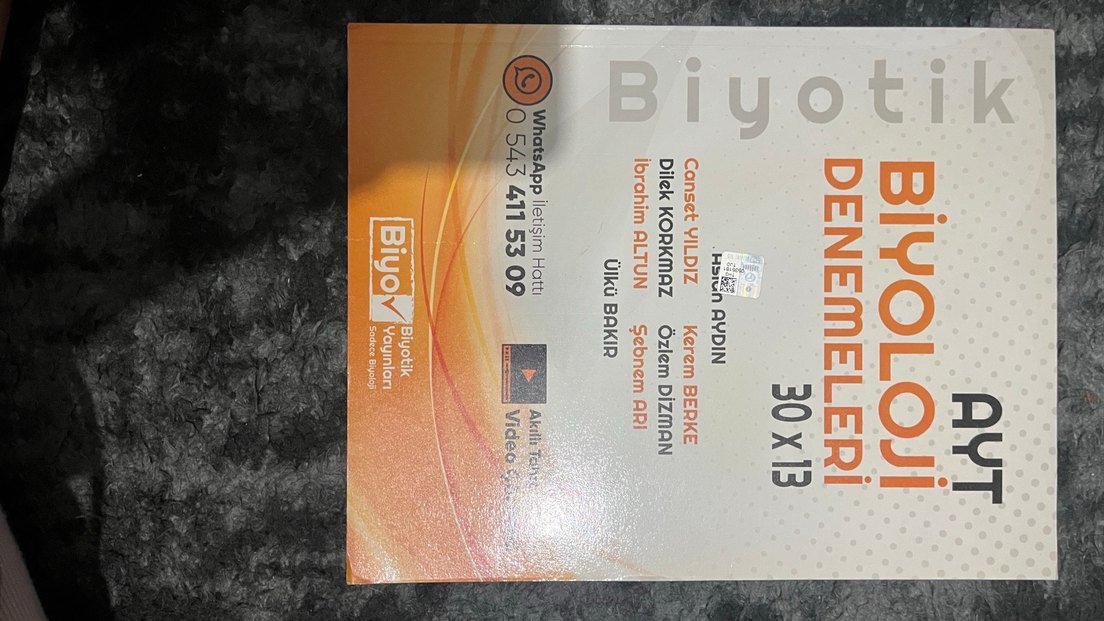 Biyotik
AYT
BİYOLOJİ
DENEMELERİ
30 x 13
AYDIN
Canset YILDIZ
Kerem BERKE
Dilek KORKMAZ
Özlem DİZMAN
İbrahim ALTUN
Şebnem ARI
Ülkü BAKIR
WhatsApp İletişim Hattı
0 543 411 53 09
Akıllı
Video
Biyo
Biyotik
Yayınları
Sadece Biyoloji